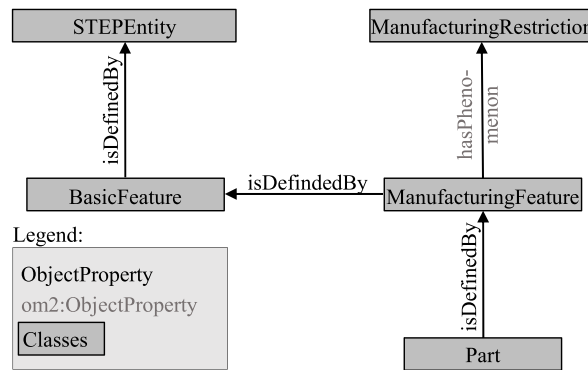 STEPEntity
ManufacturingRestriction
isDefinedBy
hasPheno-
menon
BasicFeature
isDefindedBy
ManufacturingFeature
Legend:
ObjectProperty
om2:ObjectProperty
Classes
isDefinedBy
Part